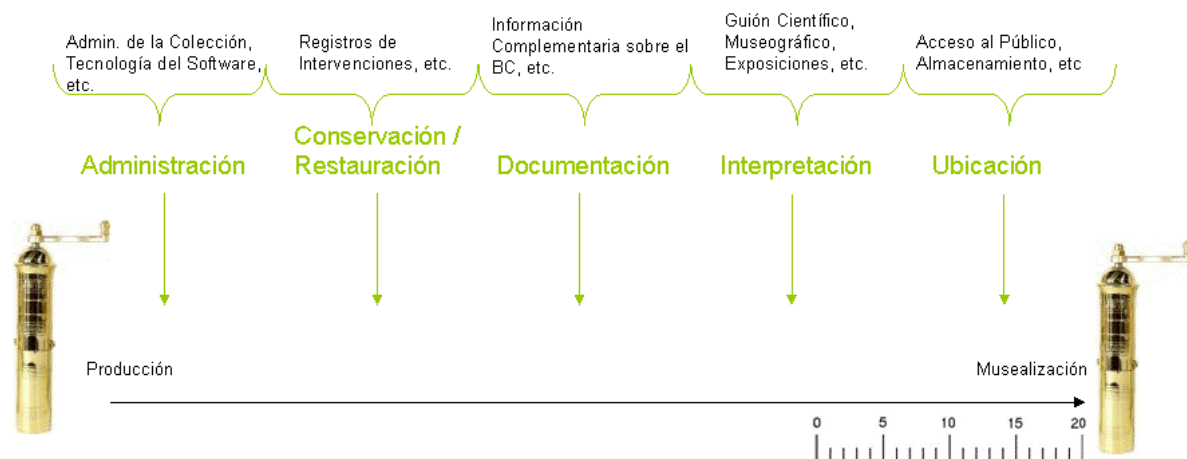 Admin. de la Colección,
Tecnología del Software,
etc.
Registros de
Intervenciones, etc.
Información
Complementaria sobre el
BC, etc.
Guión Científico,
Museográfico,
Exposiciones, etc.
Acceso al Público,
Almacenamiento, etc
Administración
Conservación /
Restauración
Documentación
Interpretación
Ubicación
Producción
Musealización
0 5 10 15 20